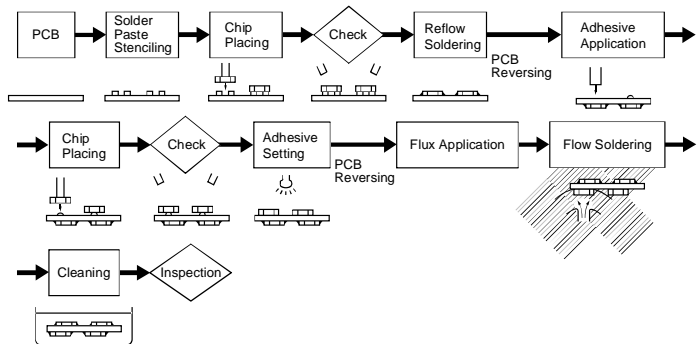 PCB
Solder
Paste
Stenciling
Chip
Placing
Check
Reflow
Soldering
PCB
Reversing
Adhesive
Application
Chip
Placing
Check
Adhesive
Setting
PCB
Reversing
Flux Application
Flow Soldering
Cleaning
Inspection